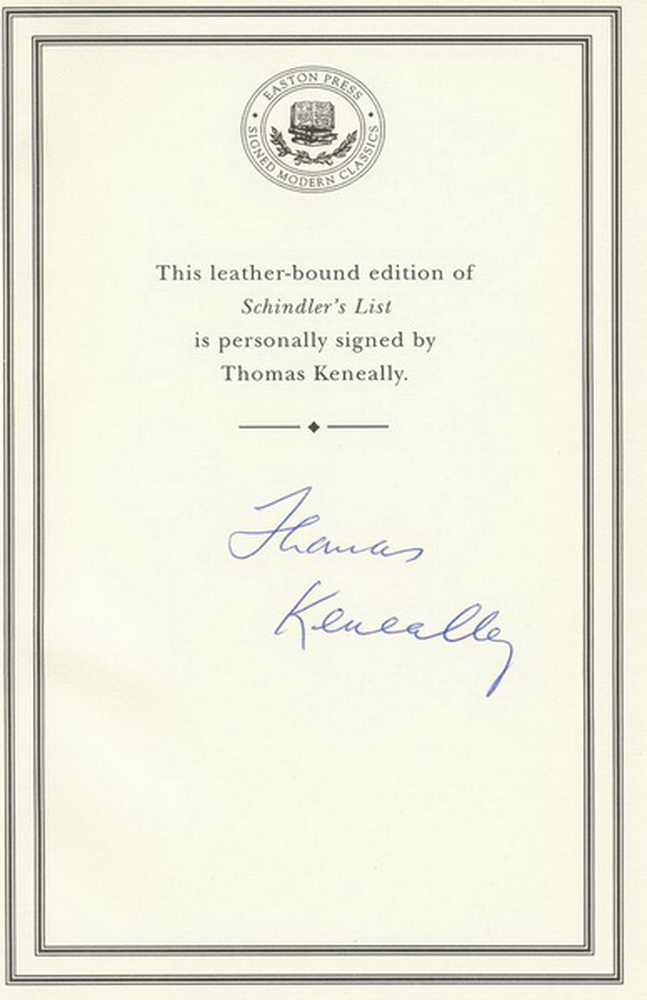 EASTON PRESS
SIGNED MODERN CLASSICS
This leather-bound edition of
Schindler's List
is personally signed by
Thomas Keneally.
Thomas
Keneally